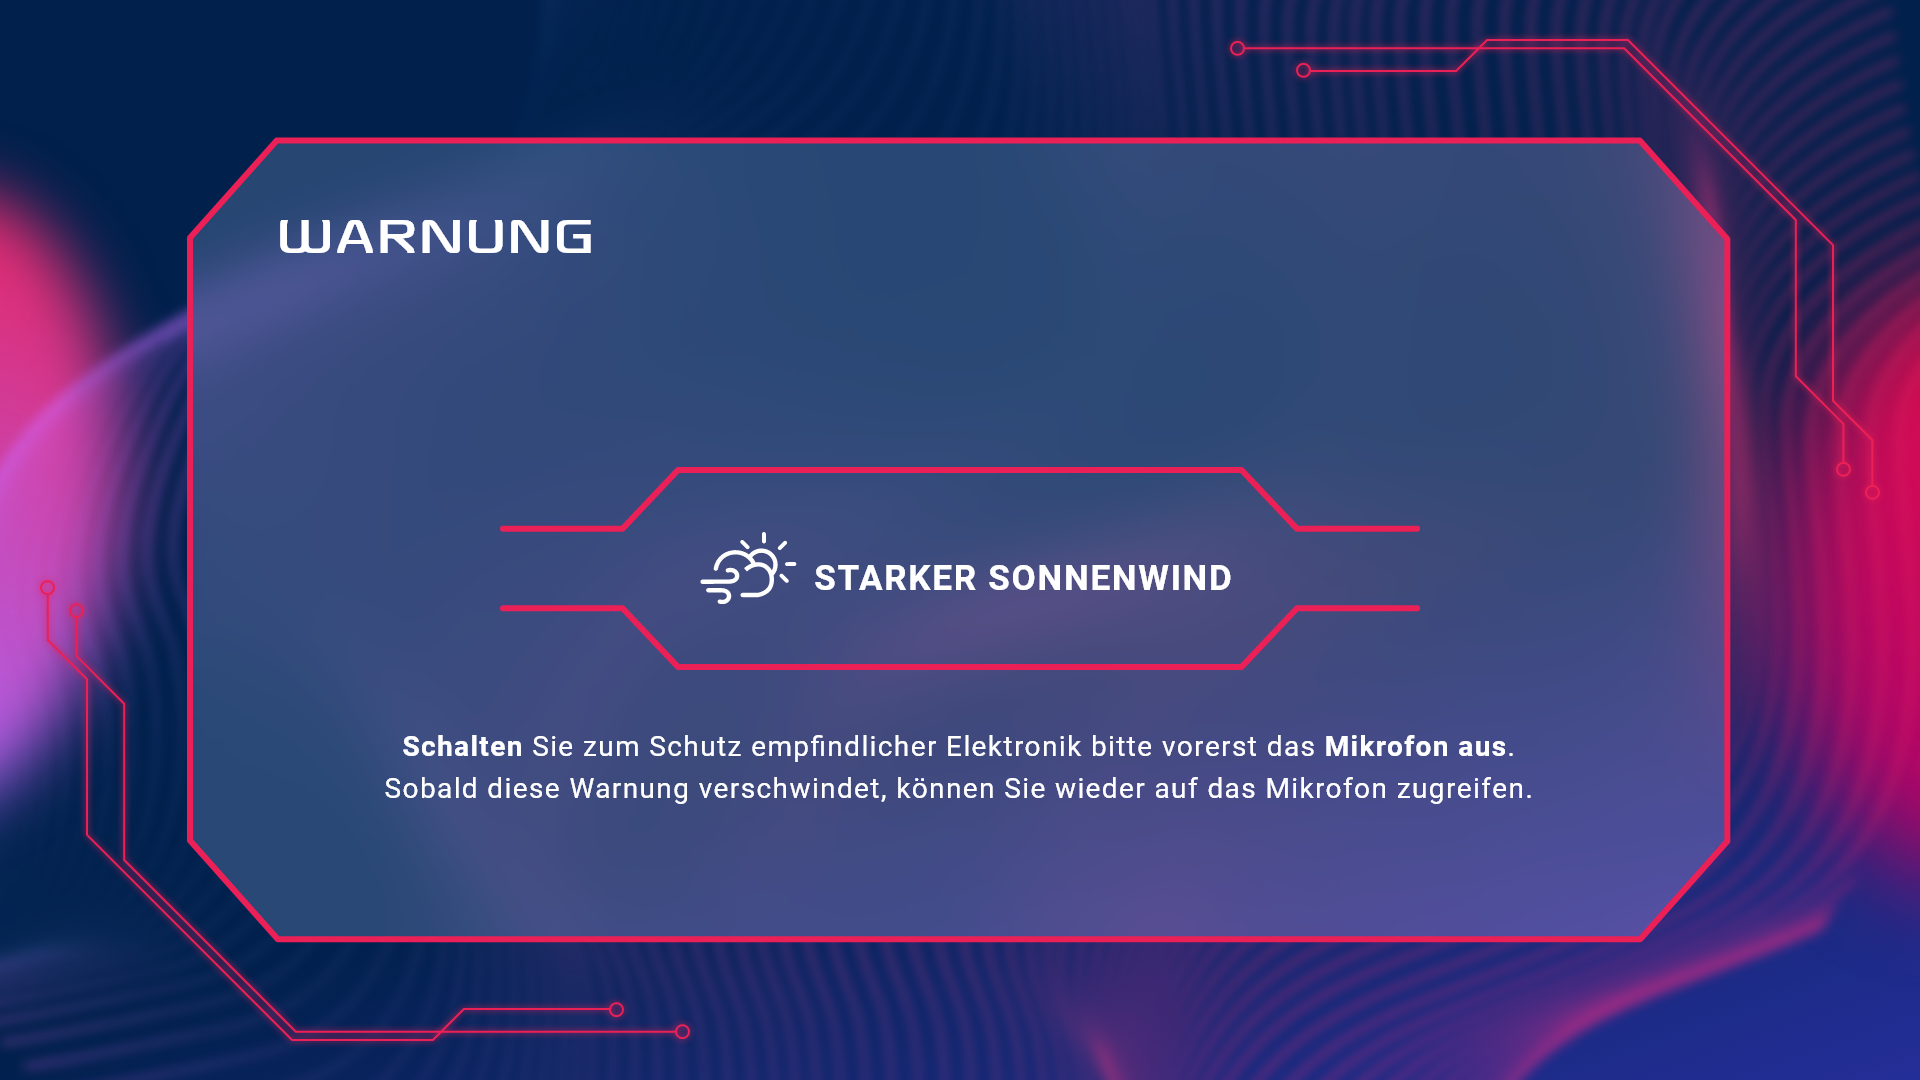 WARNUNG
STARKER SONNENWIND
Schalten Sie zum Schutz empfindlicher Elektronik bitte vorerst das Mikrofon aus.
Sobald diese Warnung verschwindet, können Sie wieder auf das Mikrofon zugreifen.